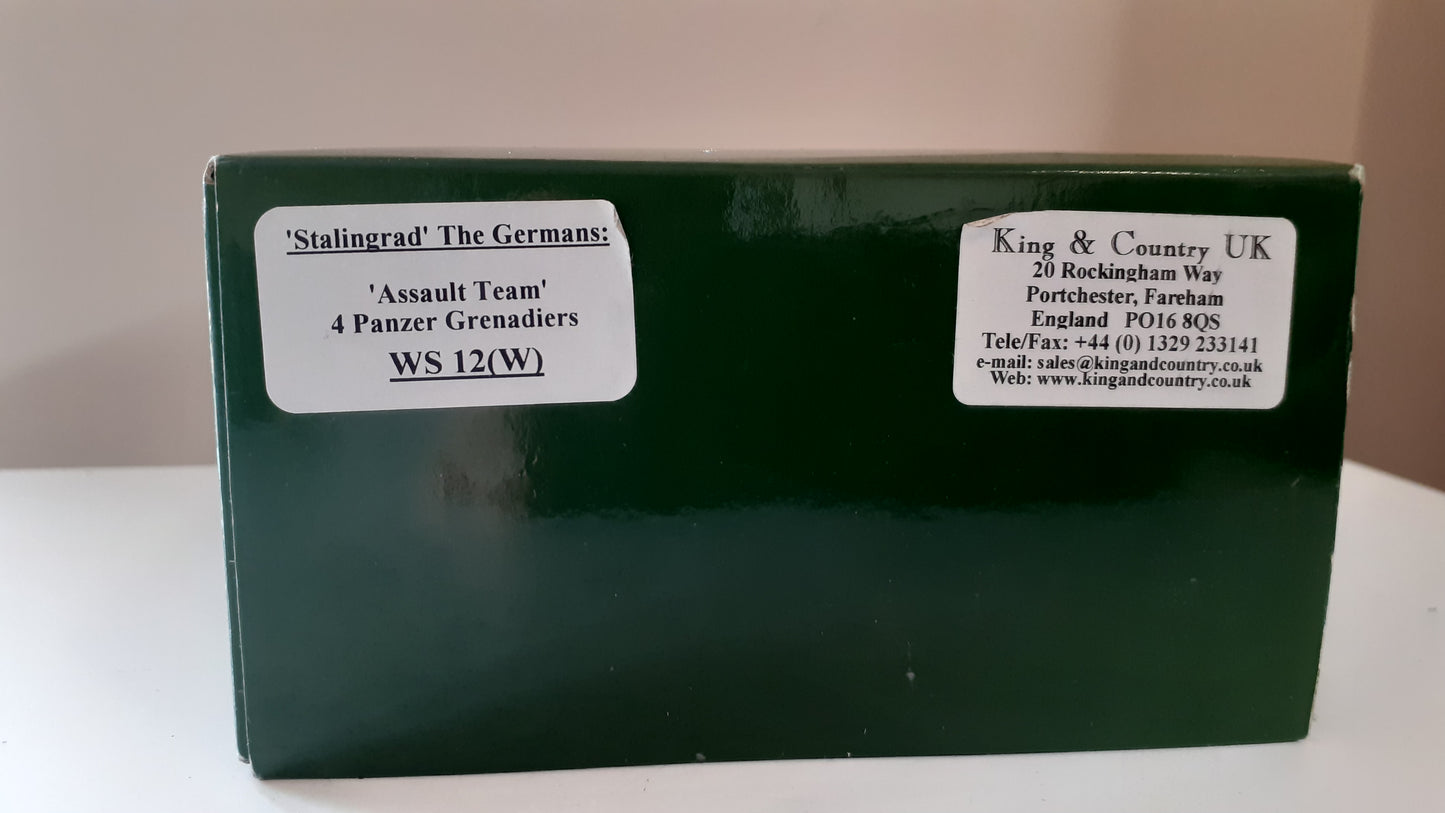 'Stalingrad' The Germans:
'Assault Team'
4 Panzer Grenadiers
WS 12(W)
King & Country UK
20 Rockingham Way
Portchester, Fareham
England PO16 8QS
Tele/Fax: +44 (0) 1329 233141
e-mail: sales@kingandcountry.co.uk
Web: www.kingandcountry.co.uk